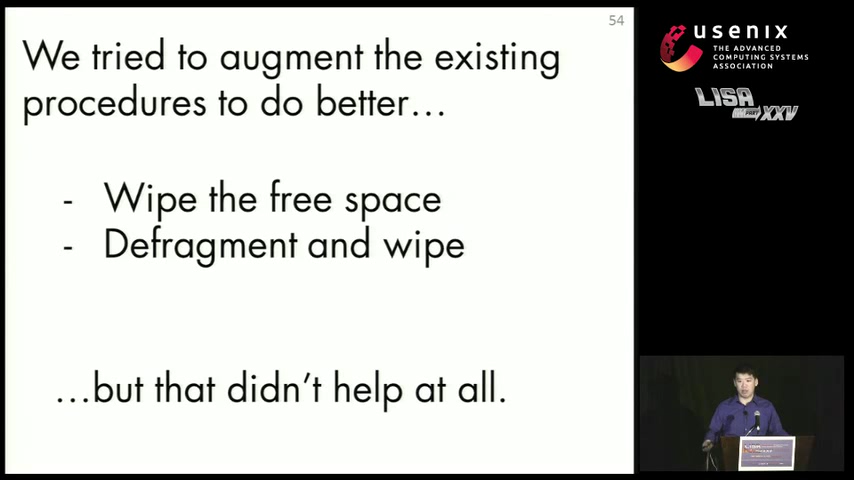 54
We tried to augment the existing
procedures to do better...
- Wipe the free space
- Defragment and wipe
...but that didn't help at all.
usenix
THE ADVANCED
COMPUTING SYSTEMS
ASSOCIATION
LISA
XXV
LISA